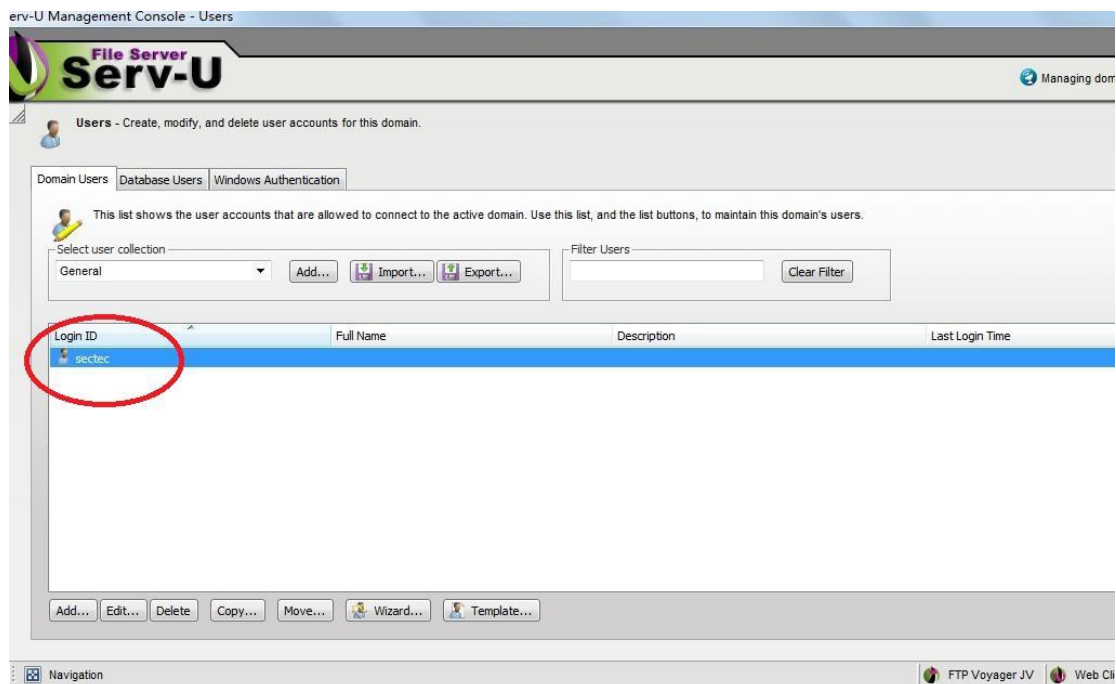 erv-U Management Console - Users
File Server
Serv-U
Managing dom
Users - Create, modify, and delete user accounts for this domain.
Domain Users Database Users Windows Authentication
This list shows the user accounts that are allowed to connect to the active domain. Use this list, and the list buttons, to maintain this domain's users.
Select user collection Filter Users
General Add... Import... Export... Clear Filter
Login ID Full Name Description Last Login Time
sectec
Add... Edit... Delete Copy... Move... Wizard... Template...
Navigation FTP Voyager JV Web Cli